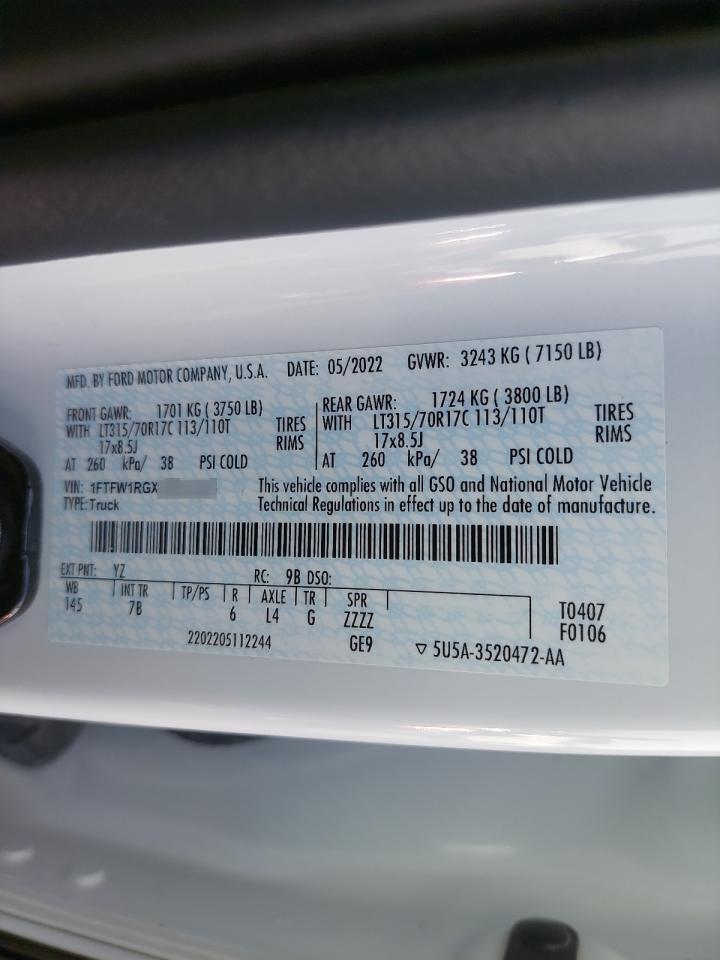 MFD. BY FORD MOTOR COMPANY, U.S.A. DATE: 05/2022 GVWR: 3243 KG ( 7150 LB)
FRONT GAWR: 1701 KG ( 3750 LB)
WITH LT315/70R17C 113/110T TIRES
17x8.5J RIMS
AT 260 kPa/ 38 PSI COLD
REAR GAWR: 1724 KG ( 3800 LB)
WITH LT315/70R17C 113/110T TIRES
17x8.5J RIMS
AT 260 kPa/ 38 PSI COLD
VIN: 1FTFW1RGX
TYPE: Truck
This vehicle complies with all GSO and National Motor Vehicle
Technical Regulations in effect up to the date of manufacture.
EXT PNT: YZ RC: 9B DSO:
WB INT TR TP/PS R AXLE TR SPR
145 7B 6 L4 G ZZZZ
T0407
F0106
2202205112244 GE9 ▽ 5U5A-3520472-AA